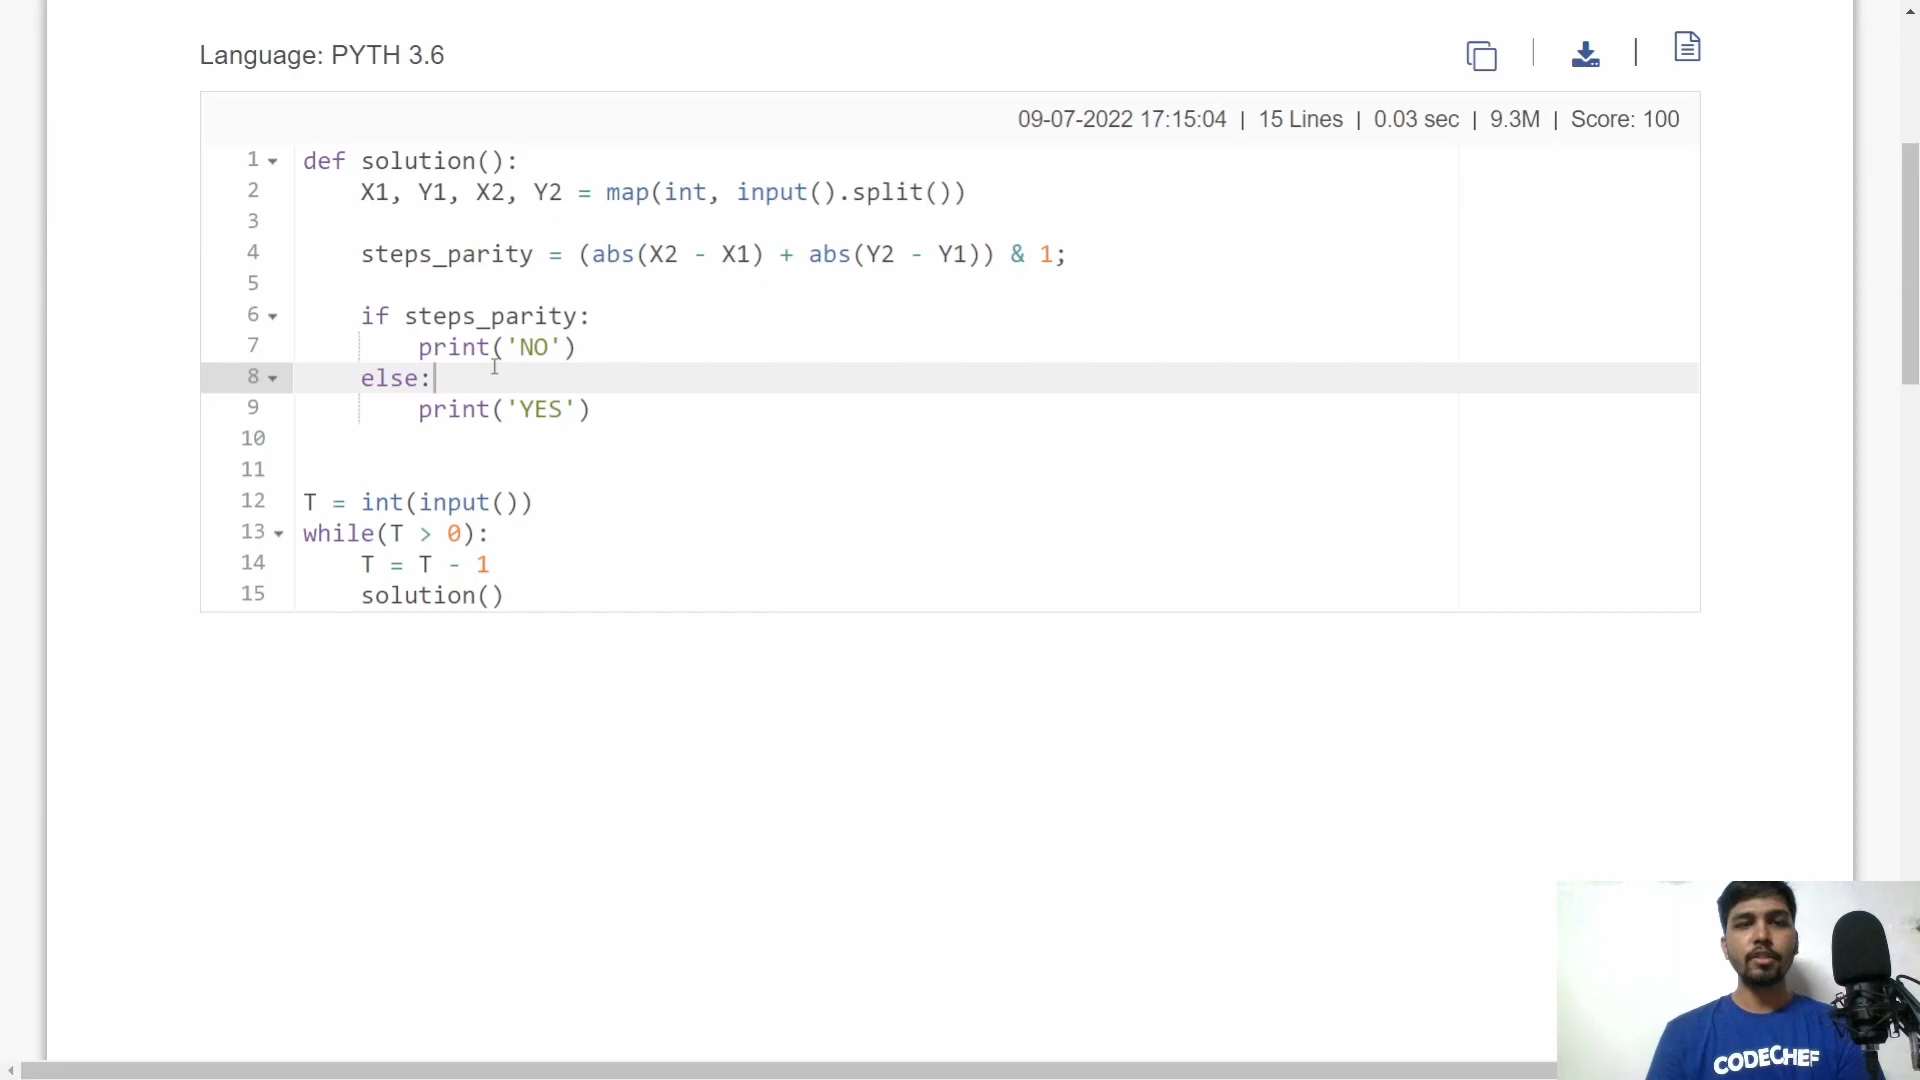 Language: PYTH 3.6
09-07-2022 17:15:04 | 15 Lines | 0.03 sec | 9.3M | Score: 100
1 def solution():
2     X1, Y1, X2, Y2 = map(int, input().split())
3
4     steps_parity = (abs(X2 - X1) + abs(Y2 - Y1)) & 1;
5
6     if steps_parity:
7         print('NO')
8     else:
9         print('YES')
10
11
12 T = int(input())
13 while(T > 0):
14     T = T - 1
15     solution()
CODECHEF